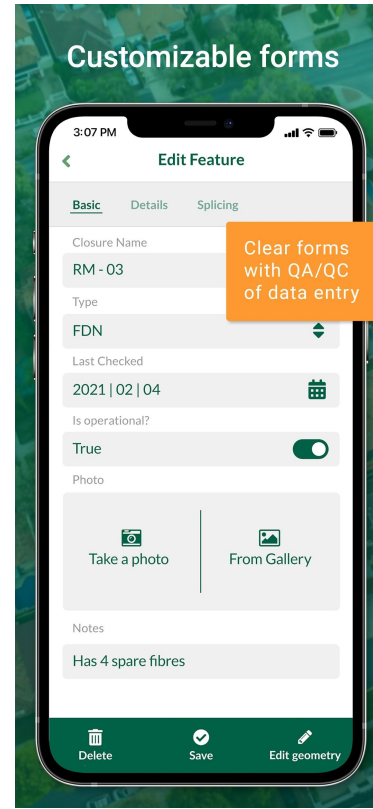 Customizable forms
3:07 PM
Edit Feature
Basic Details Splicing
Closure Name
RM - 03
Clear forms
with QA/QC
of data entry
Type
FDN
Last Checked
2021 | 02 | 04
Is operational?
True
Photo
Take a photo From Gallery
Notes
Has 4 spare fibres
Delete Save Edit geometry